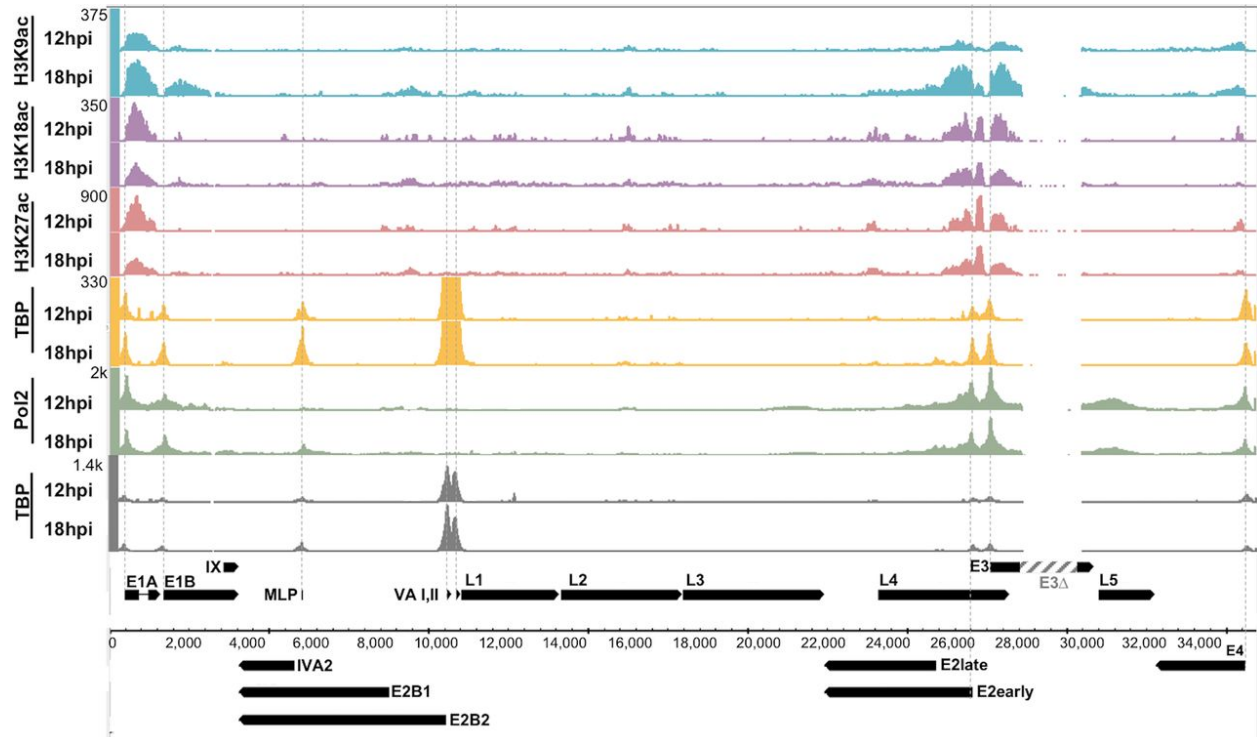 375
H3K9ac
12hpi
18hpi
350
H3K18ac
12hpi
18hpi
900
H3K27ac
12hpi
18hpi
330
TBP
12hpi
18hpi
2k
Pol2
12hpi
18hpi
1.4k
TBP
12hpi
18hpi
IX E3
E1A E1B MLP VA I,II L1 L2 L3 L4 E3Δ L5
0 2,000 4,000 6,000 8,000 10,000 12,000 14,000 16,000 18,000 20,000 22,000 24,000 26,000 28,000 30,000 32,000 34,000
E4
IVA2 E2late
E2B1 E2early
E2B2